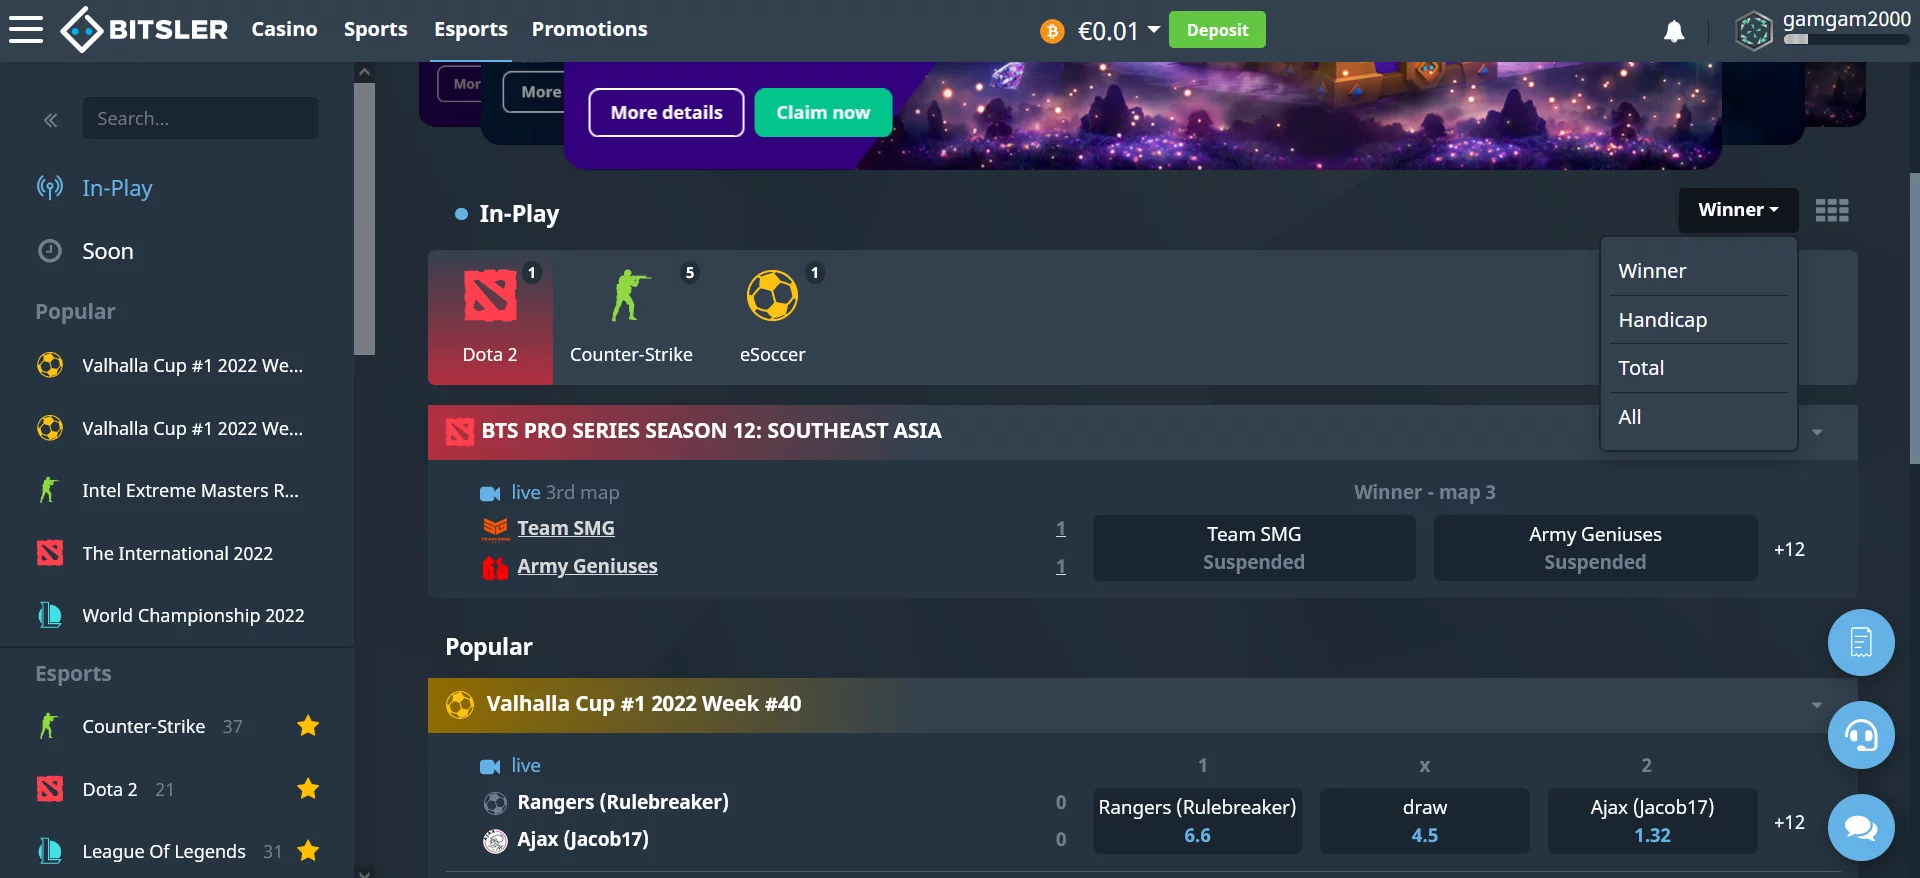 BITSLER Casino Sports Esports Promotions €0.01 Deposit gamgam2000
Search...
In-Play
Soon
Popular
Valhalla Cup #1 2022 We...
Valhalla Cup #1 2022 We...
Intel Extreme Masters R...
The International 2022
World Championship 2022
Esports
Counter-Strike 37
Dota 2 21
League Of Legends 31
Mor
More
More details Claim now
In-Play
Winner
Winner
Handicap
Total
All
1 5 1
Dota 2 Counter-Strike eSoccer
BTS PRO SERIES SEASON 12: SOUTHEAST ASIA
live 3rd map Winner - map 3
Team SMG 1
Army Geniuses 1
Team SMG Army Geniuses
Suspended Suspended
+12
Popular
Valhalla Cup #1 2022 Week #40
live 1 x 2
Rangers (Rulebreaker) 0
Ajax (Jacob17) 0
Rangers (Rulebreaker) draw Ajax (Jacob17)
6.6 4.5 1.32
+12